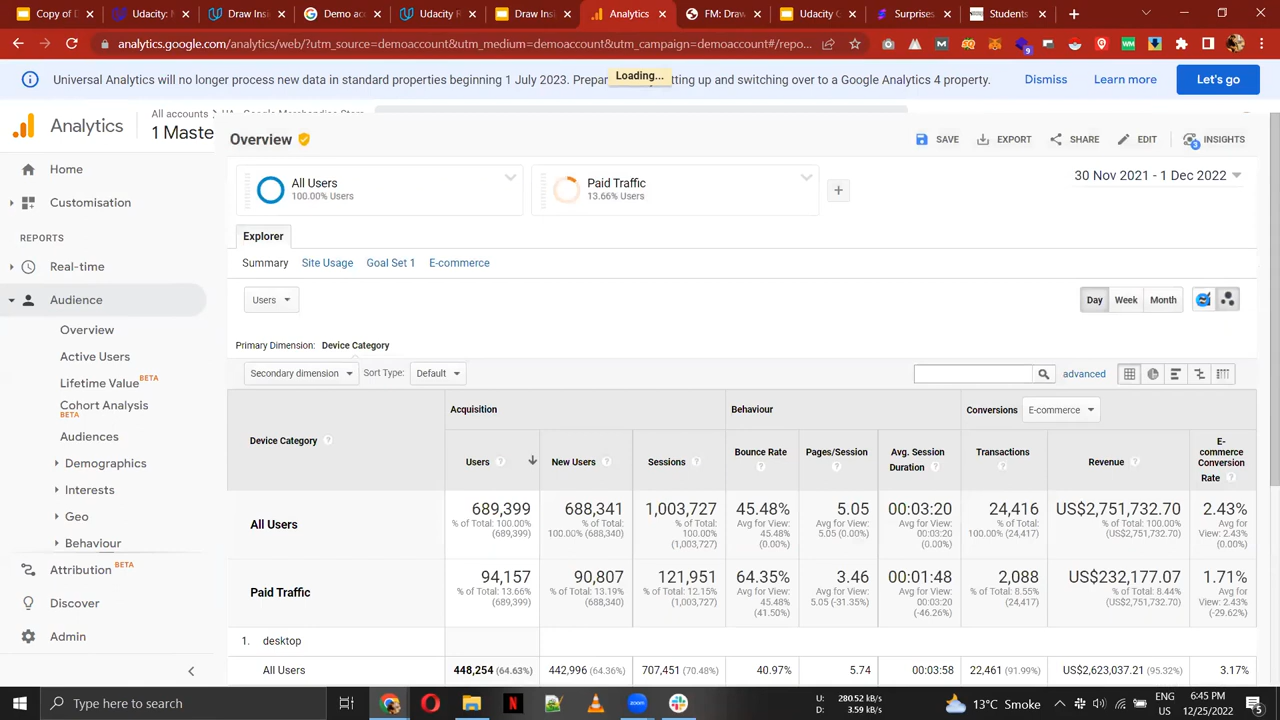 Copy of D
Udacity: M
Draw Insi
Demo acc
Udacity R
Draw Insi
Analytics
FM: Draw
Udacity G
Surprises
Students
analytics.google.com/analytics/web/?utm_source=demoaccount&utm_medium=demoaccount&utm_campaign=demoaccount#/repo...
Universal Analytics will no longer process new data in standard properties beginning 1 July 2023. Prepar
Loading...
tting up and switching over to a Google Analytics 4 property.
Dismiss
Learn more
Let's go
Analytics
All accounts > UA - Google Merchandise Store
1 Maste
Home
Customisation
REPORTS
Real-time
Audience
Overview
Active Users
Lifetime Value BETA
Cohort Analysis
BETA
Audiences
Demographics
Interests
Geo
Behaviour
Attribution BETA
Discover
Admin
Overview
SAVE
EXPORT
SHARE
EDIT
3
INSIGHTS
All Users
100.00% Users
Paid Traffic
13.66% Users
+
30 Nov 2021 - 1 Dec 2022
Explorer
Summary Site Usage Goal Set 1 E-commerce
Users
Day Week Month
Primary Dimension: Device Category
Secondary dimension Sort Type: Default
advanced
Device Category ?
Acquisition
Behaviour
Conversions E-commerce
Users ?
New Users ?
Sessions ?
Bounce Rate ?
Pages/Session ?
Avg. Session Duration ?
Transactions ?
Revenue ?
E-commerce Conversion Rate ?
All Users
689,399
% of Total: 100.00% (689,399)
688,341
% of Total: 100.00% (688,340)
1,003,727
% of Total: 100.00% (1,003,727)
45.48%
Avg for View: 45.48% (0.00%)
5.05
Avg for View: 5.05 (0.00%)
00:03:20
Avg for View: 00:03:20 (0.00%)
24,416
% of Total: 100.00% (24,417)
US$2,751,732.70
% of Total: 100.00% (US$2,751,732.70)
2.43%
Avg for View: 2.43% (0.00%)
Paid Traffic
94,157
% of Total: 13.66% (689,399)
90,807
% of Total: 13.19% (688,340)
121,951
% of Total: 12.15% (1,003,727)
64.35%
Avg for View: 45.48% (41.50%)
3.46
Avg for View: 5.05 (-31.35%)
00:01:48
Avg for View: 00:03:20 (-46.26%)
2,088
% of Total: 8.55% (24,417)
US$232,177.07
% of Total: 8.44% (US$2,751,732.70)
1.71%
Avg for View: 2.43% (-29.62%)
1. desktop
All Users 448,254 (64.63%) 442,996 (64.36%) 707,451 (70.48%) 40.97% 5.74 00:03:58 22,461 (91.99%) US$2,623,037.21 (95.32%) 3.17%
Type here to search
U: 280.52 kB/s
D: 3.59 kB/s
13°C Smoke
ENG
US
6:45 PM
12/25/2022
5